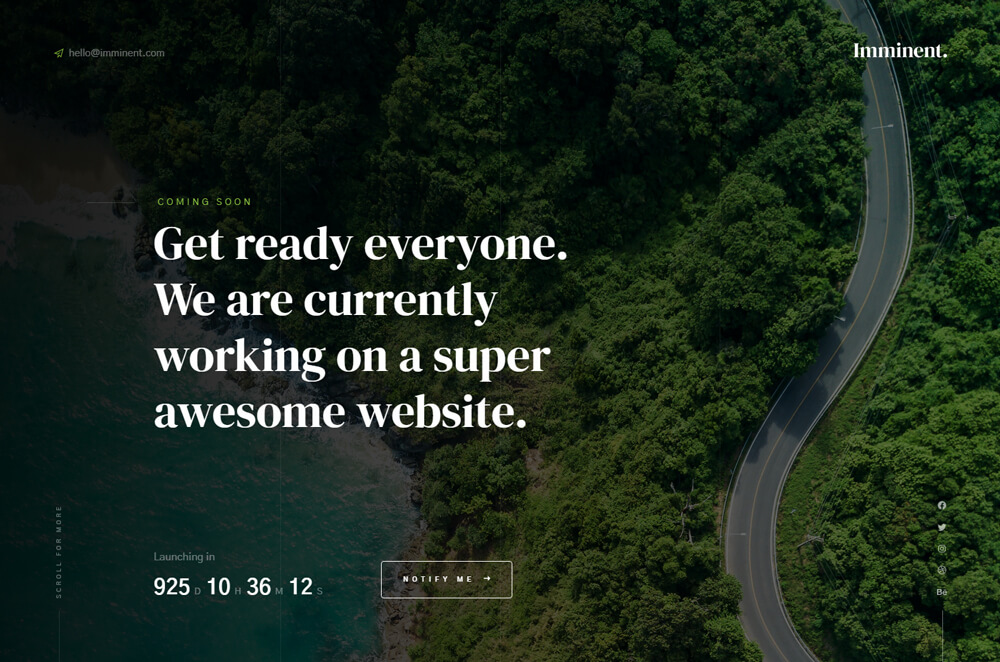 hello@imminent.com
Imminent.
COMING SOON
Get ready everyone.
We are currently
working on a super
awesome website.
SCROLL FOR MORE
Launching in
925 D 10 H 36 M 12 S
NOTIFY ME
Bē